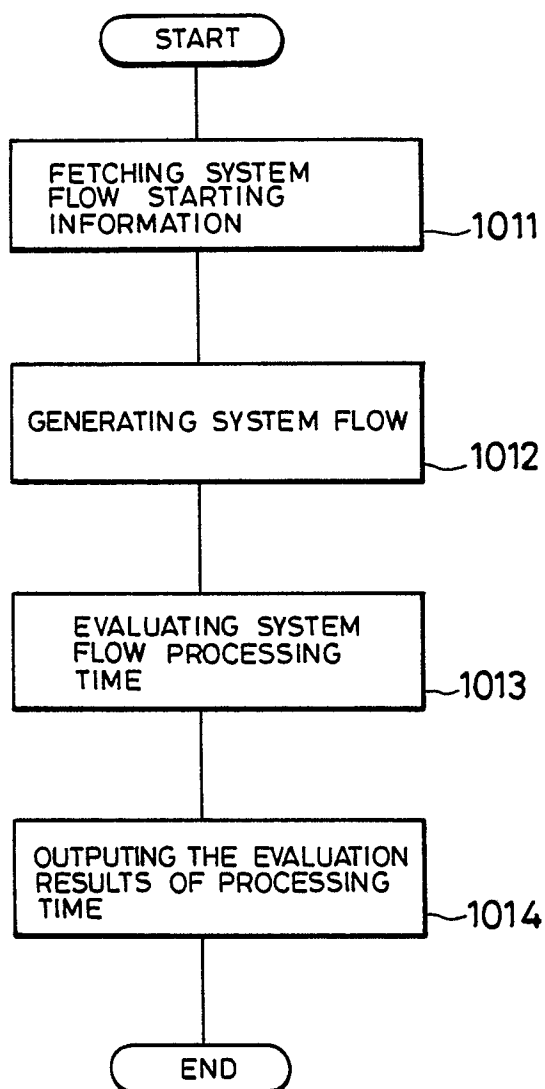 START
FETCHING SYSTEM
FLOW STARTING
INFORMATION
1011
GENERATING SYSTEM FLOW
1012
EVALUATING SYSTEM
FLOW PROCESSING
TIME
1013
OUTPUTING THE EVALUATION
RESULTS OF PROCESSING
TIME
1014
END